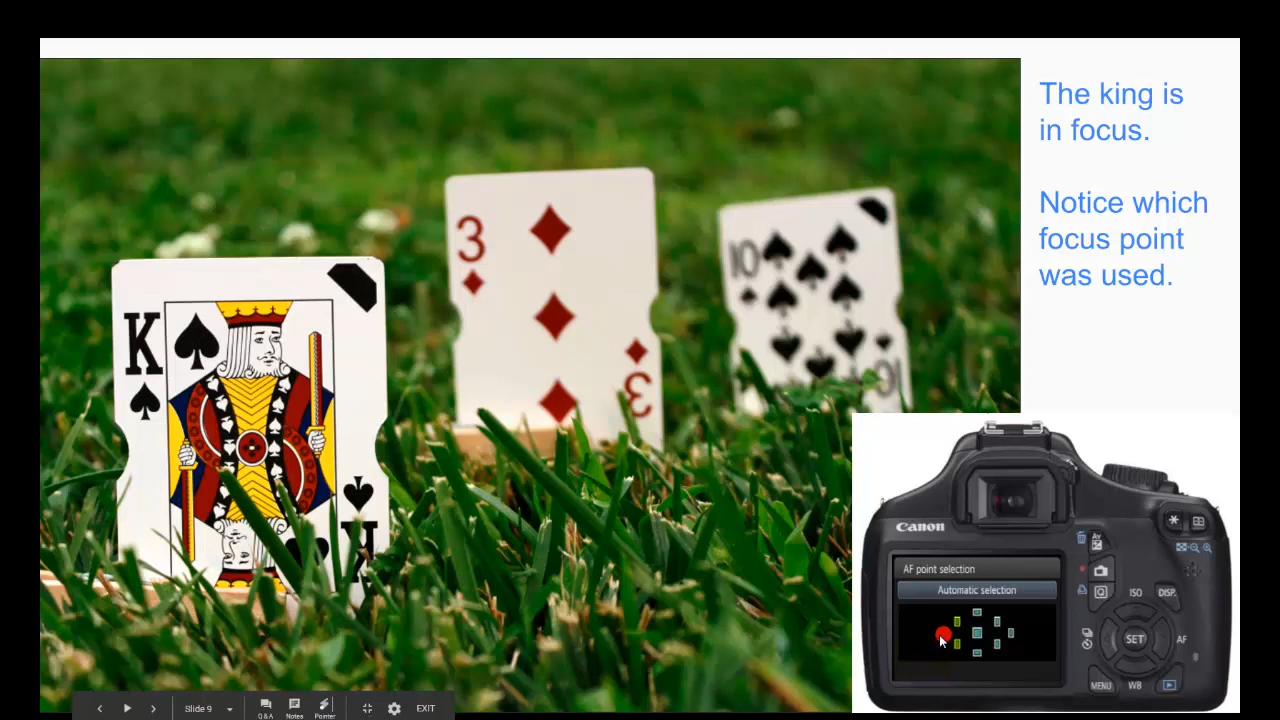 The king is
in focus.
Notice which
focus point
was used.
K
3
10
3
10
K
Canon
AF point selection
Automatic selection
AV
Q
ISO
DISP.
SET
AF
MENU
WB
Slide 9
Q & A
Notes
Pointer
EXIT